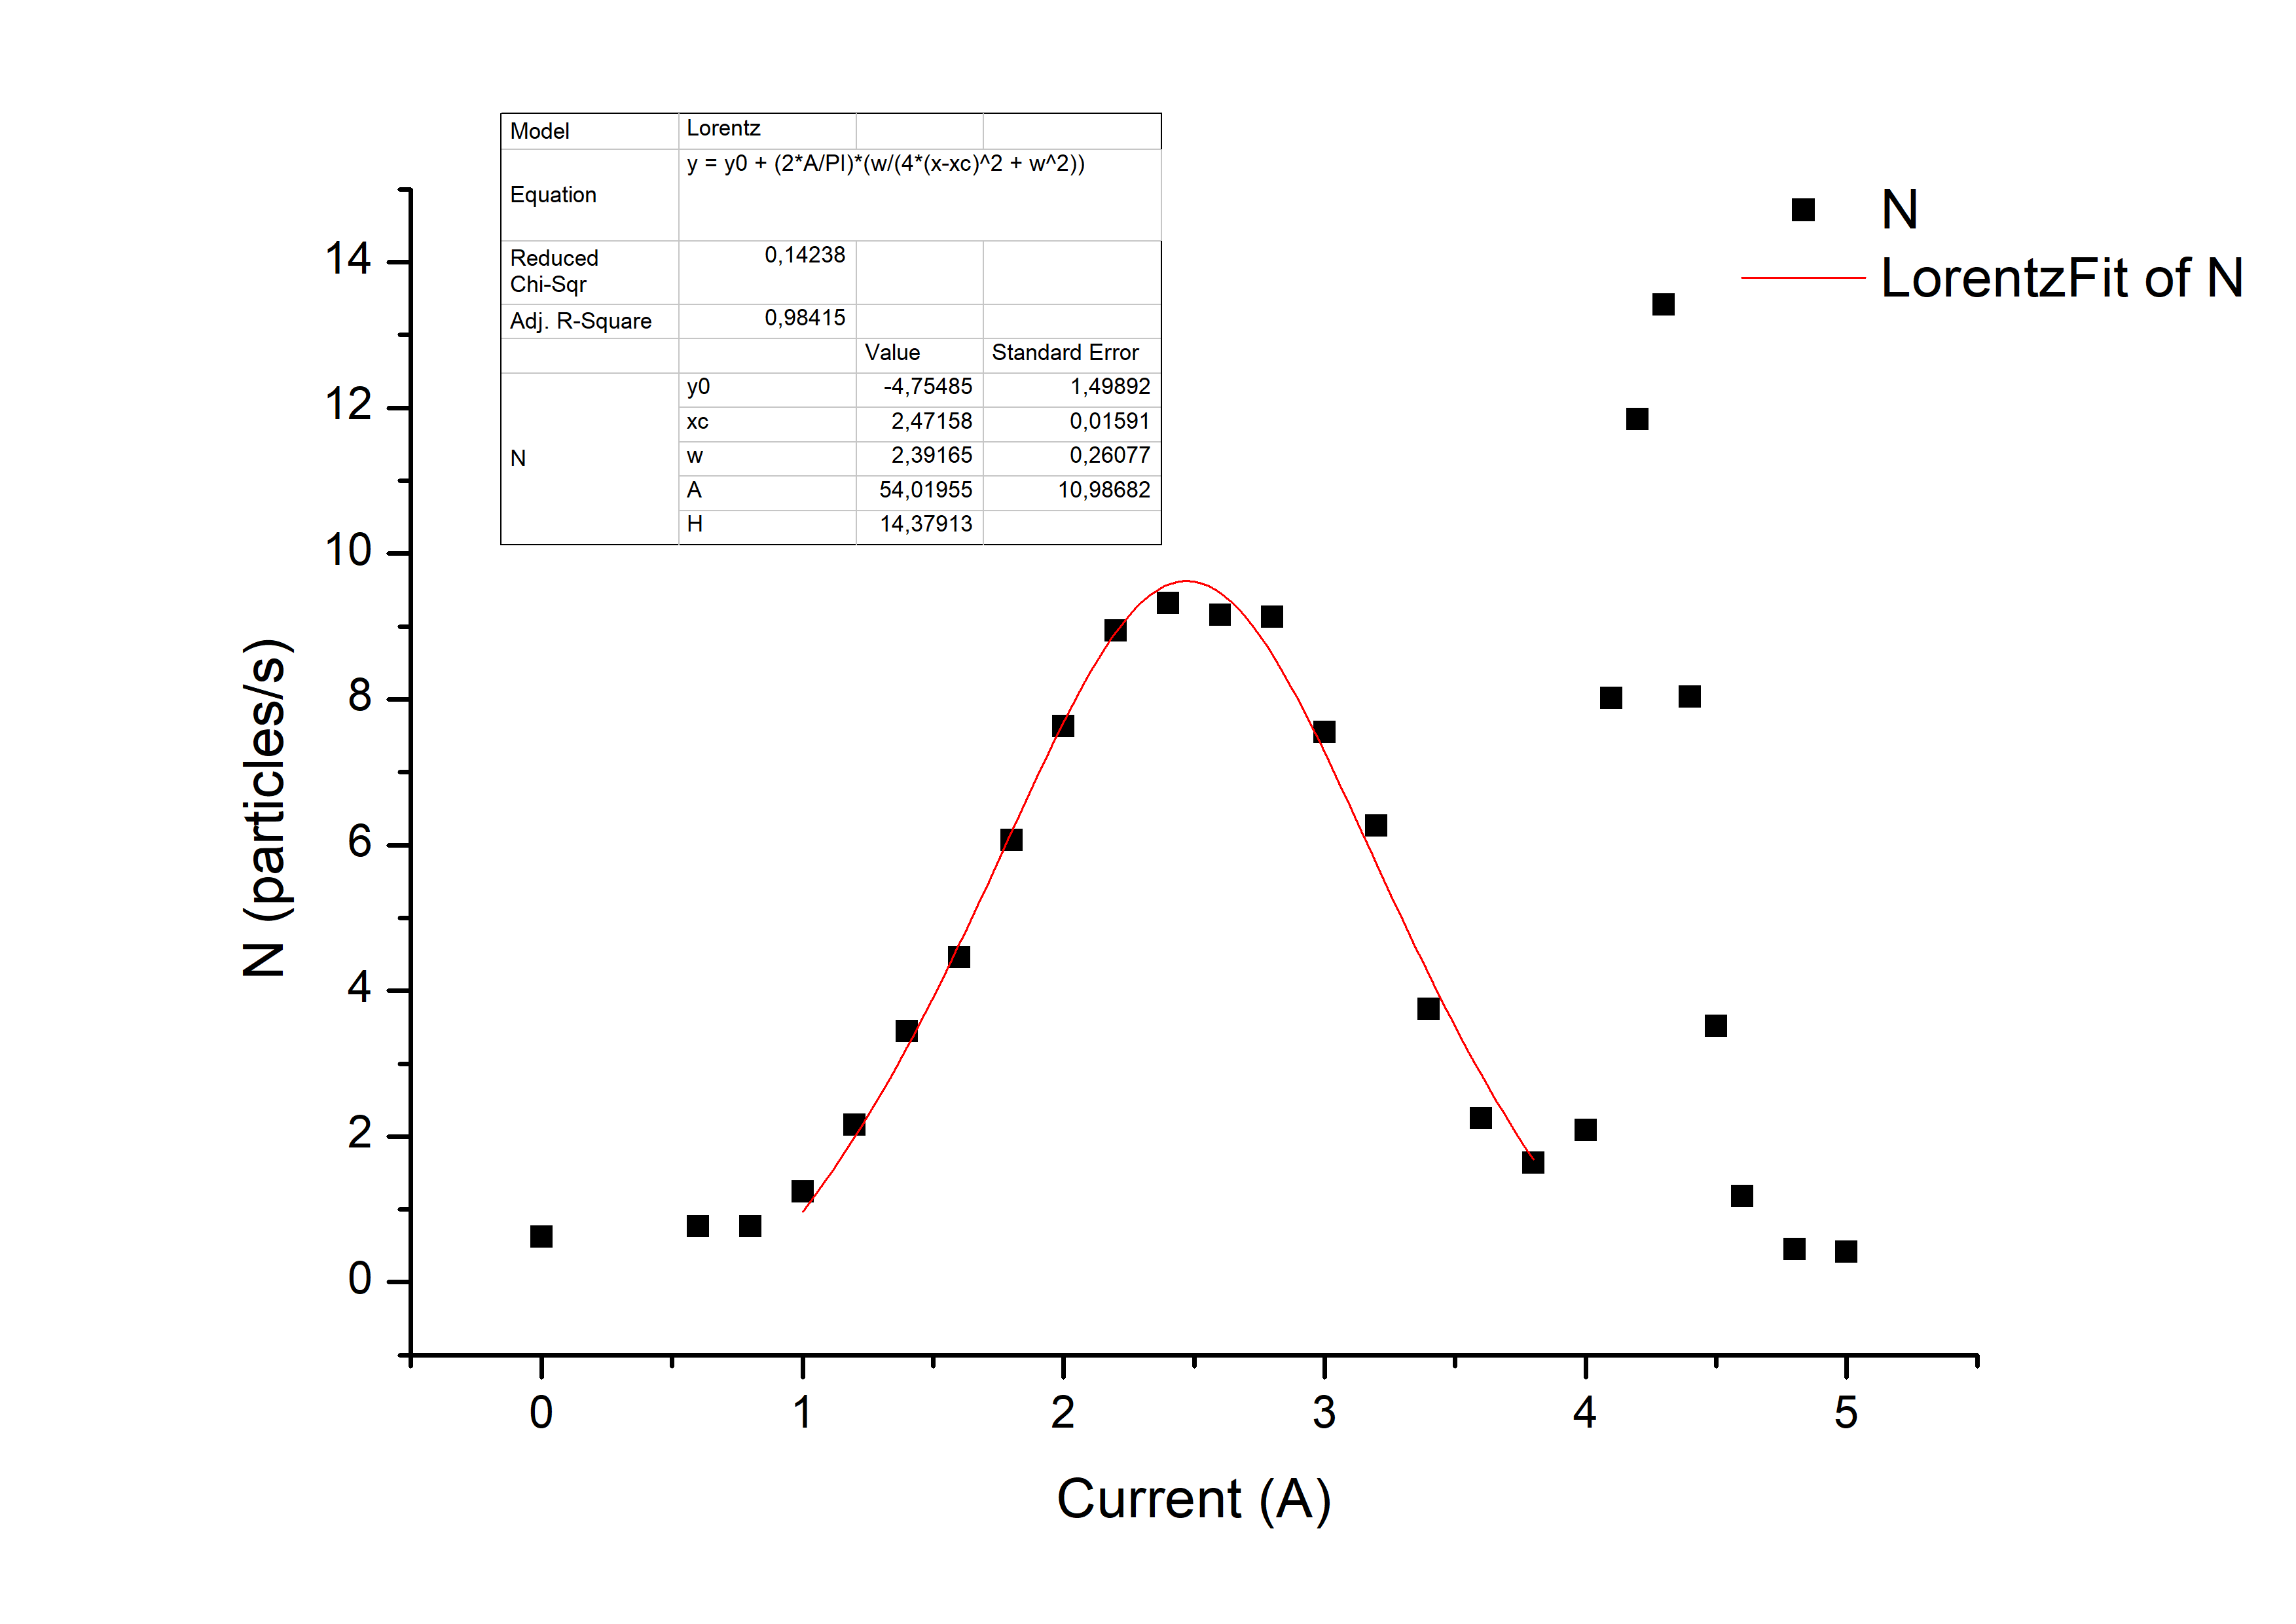 Model Lorentz
Equation y = y0 + (2*A/PI)*(w/(4*(x-xc)^2 + w^2))
Reduced
Chi-Sqr 0,14238
Adj. R-Square 0,98415
Value Standard Error
N
y0 -4,75485 1,49892
xc 2,47158 0,01591
w 2,39165 0,26077
A 54,01955 10,98682
H 14,37913
N
LorentzFit of N
14
12
10
8
6
4
2
0
N (particles/s)
0 1 2 3 4 5
Current (A)